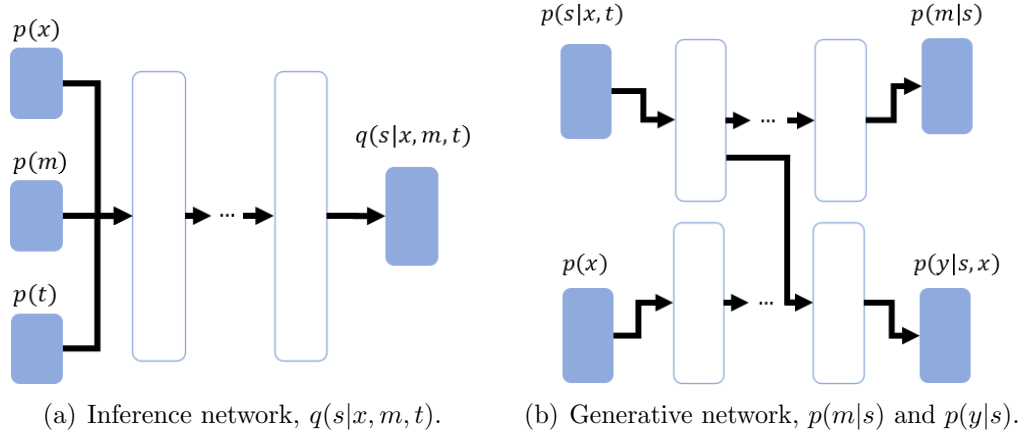 p(x)
p(m)
p(t)
...
q(s|x, m, t)
(a) Inference network, q(s|x, m, t).
p(s|x, t)
p(m|s)
...
p(x)
p(y|s, x)
...
(b) Generative network, p(m|s) and p(y|s).